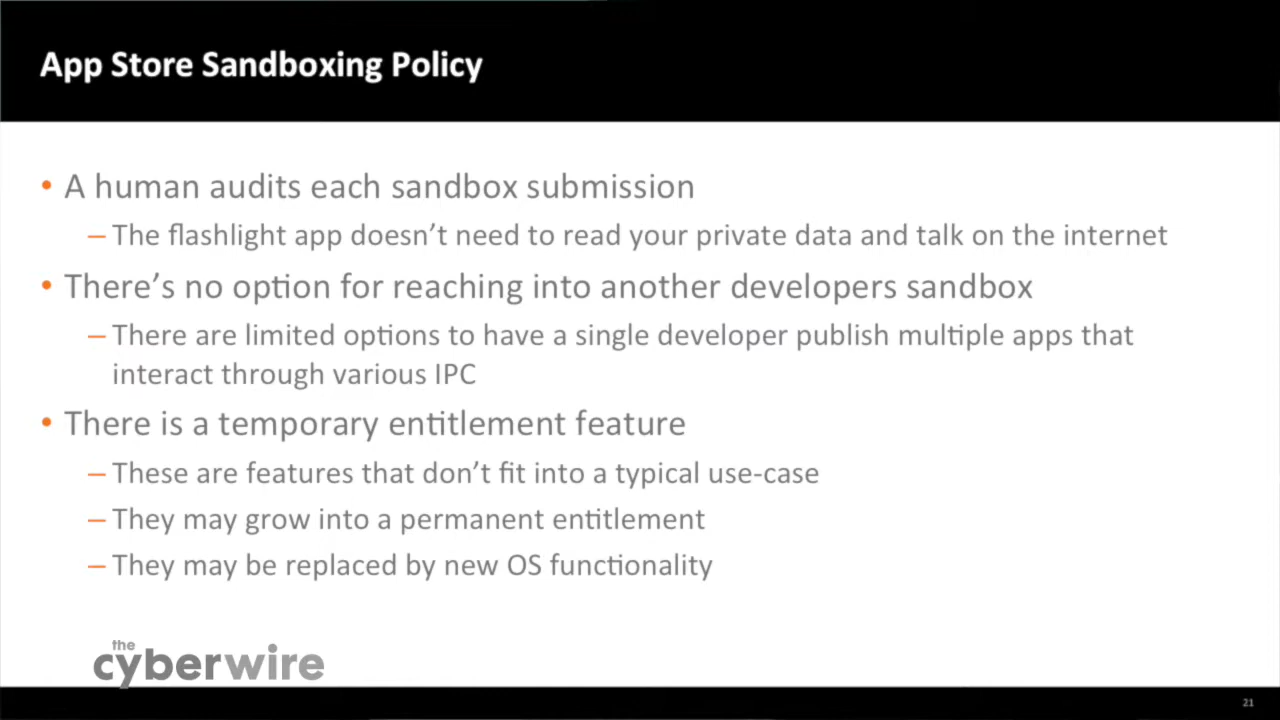 App Store Sandboxing Policy
• A human audits each sandbox submission
– The flashlight app doesn’t need to read your private data and talk on the internet
• There’s no option for reaching into another developers sandbox
– There are limited options to have a single developer publish multiple apps that
interact through various IPC
• There is a temporary entitlement feature
– These are features that don’t fit into a typical use-case
– They may grow into a permanent entitlement
– They may be replaced by new OS functionality
the
cyberwire
21